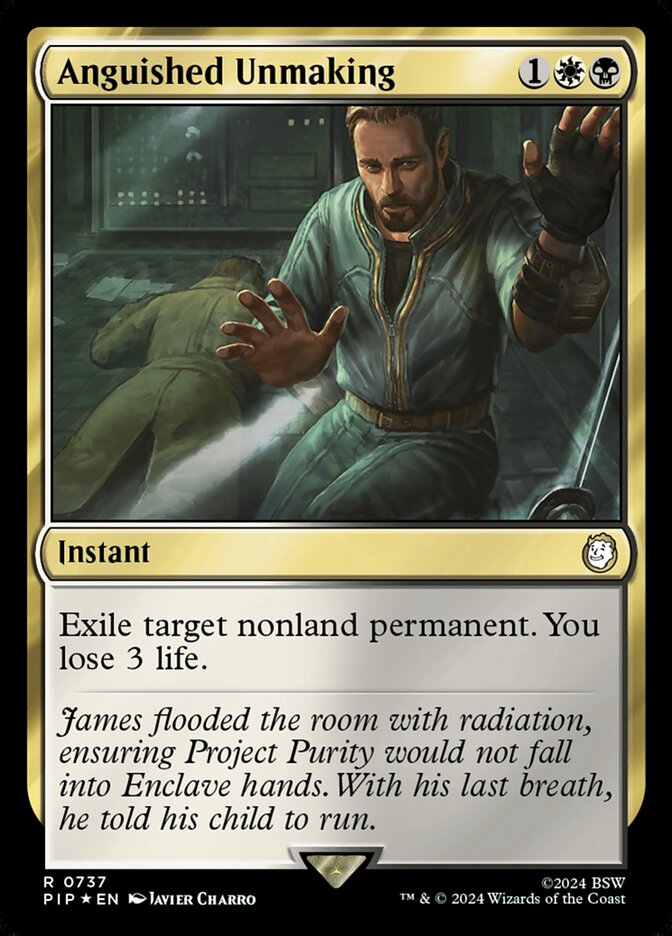 Anguished Unmaking 1
Instant
Exile target nonland permanent. You
lose 3 life.
James flooded the room with radiation,
ensuring Project Purity would not fall
into Enclave hands. With his last breath,
he told his child to run.
R 0737
PIP ★ EN Javier Charro
©2024 BSW
™ & © 2024 Wizards of the Coast